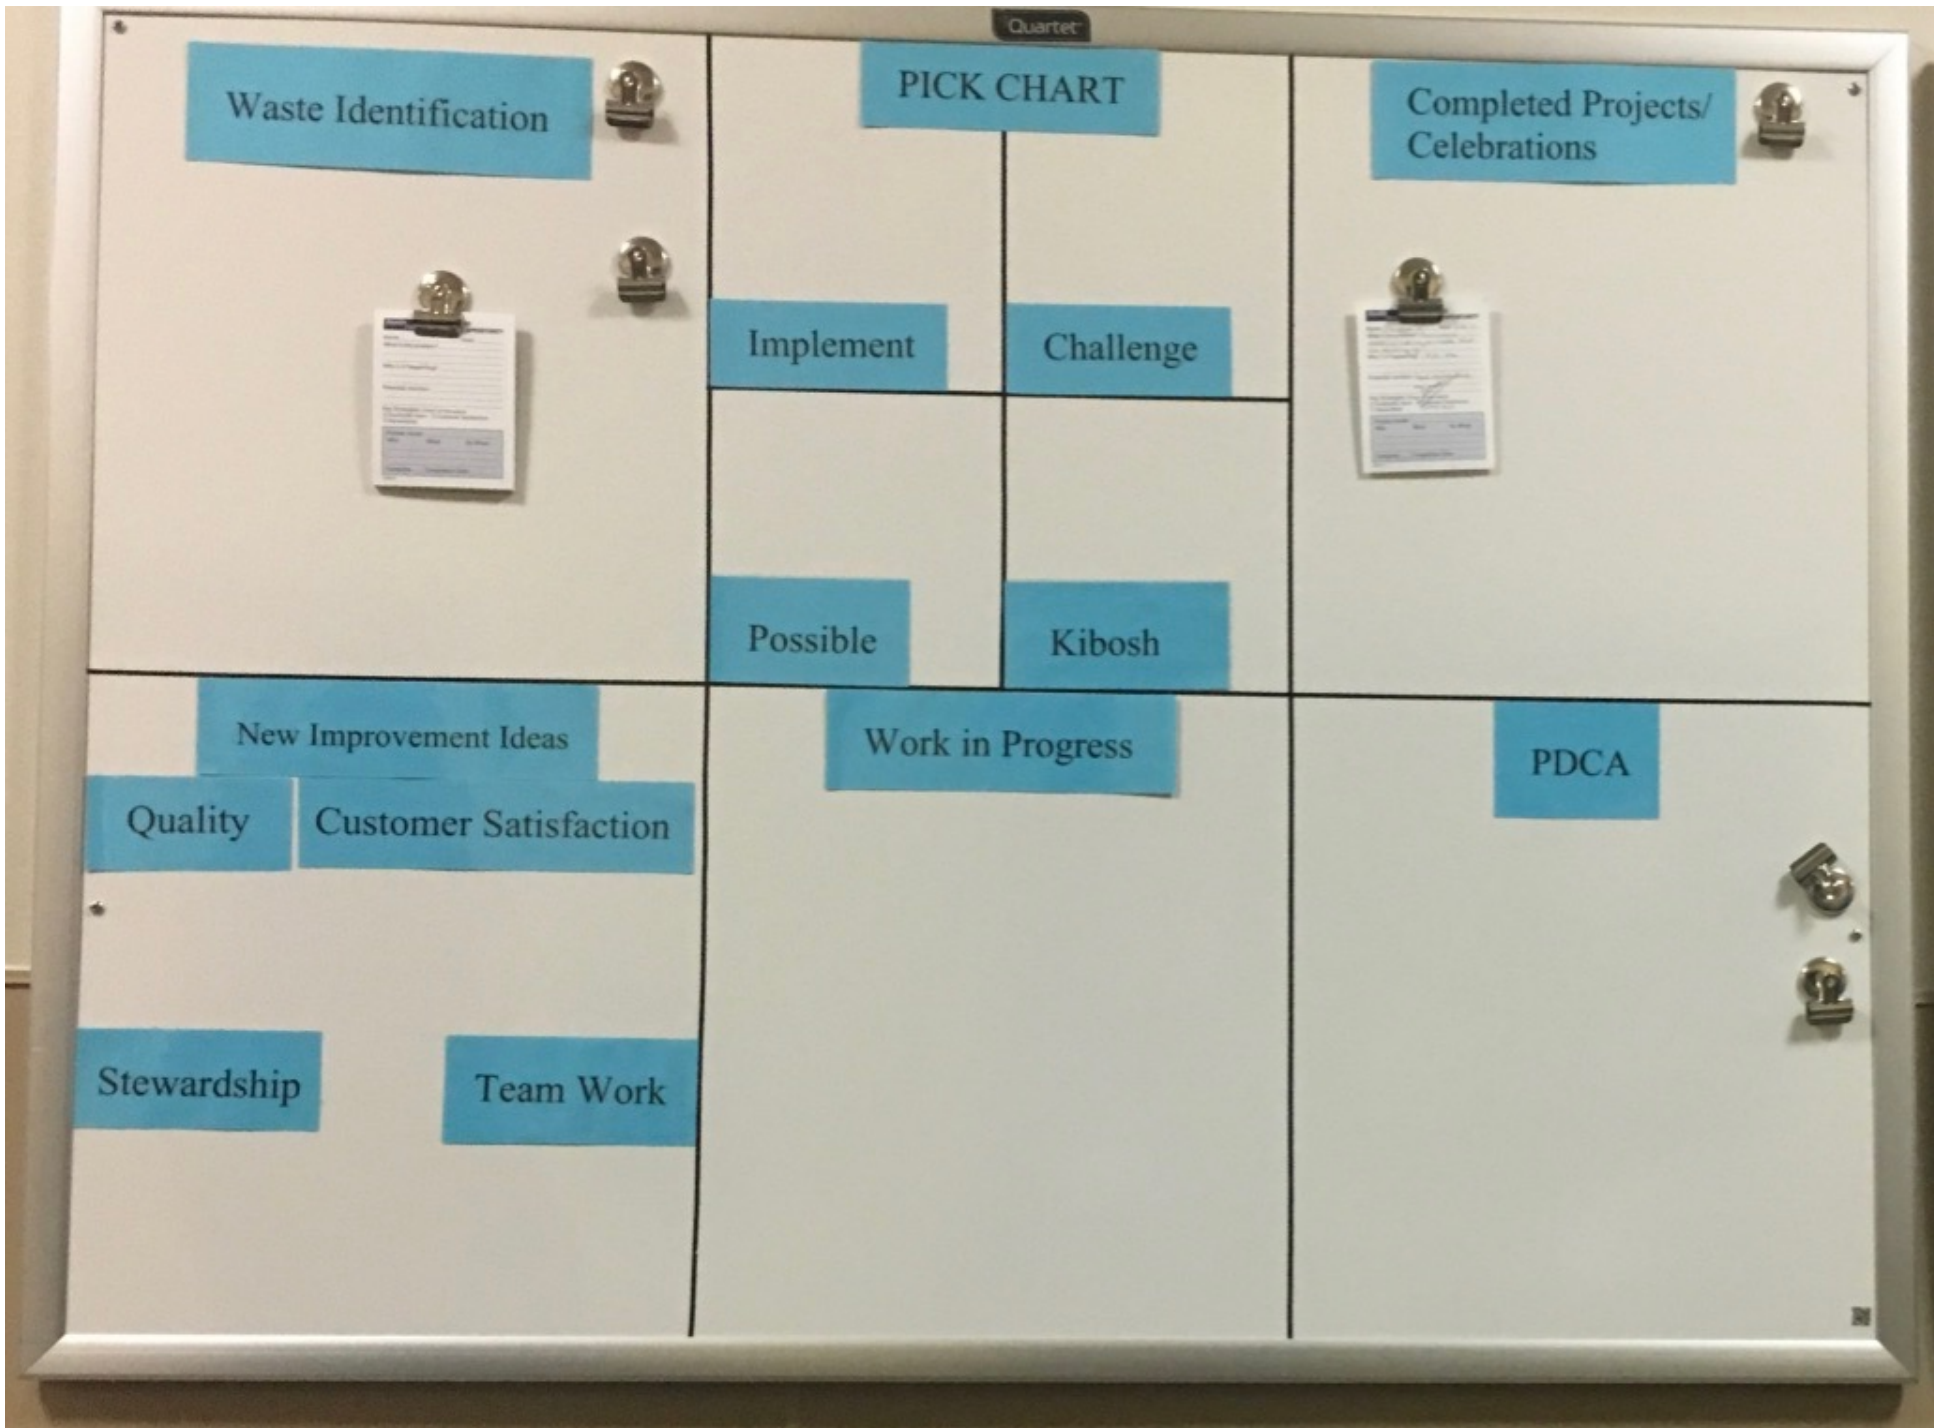 Quartet
Waste Identification
PICK CHART
Completed Projects/
Celebrations
Implement
Challenge
Possible
Kibosh
New Improvement Ideas
Quality
Customer Satisfaction
Stewardship
Team Work
Work in Progress
PDCA